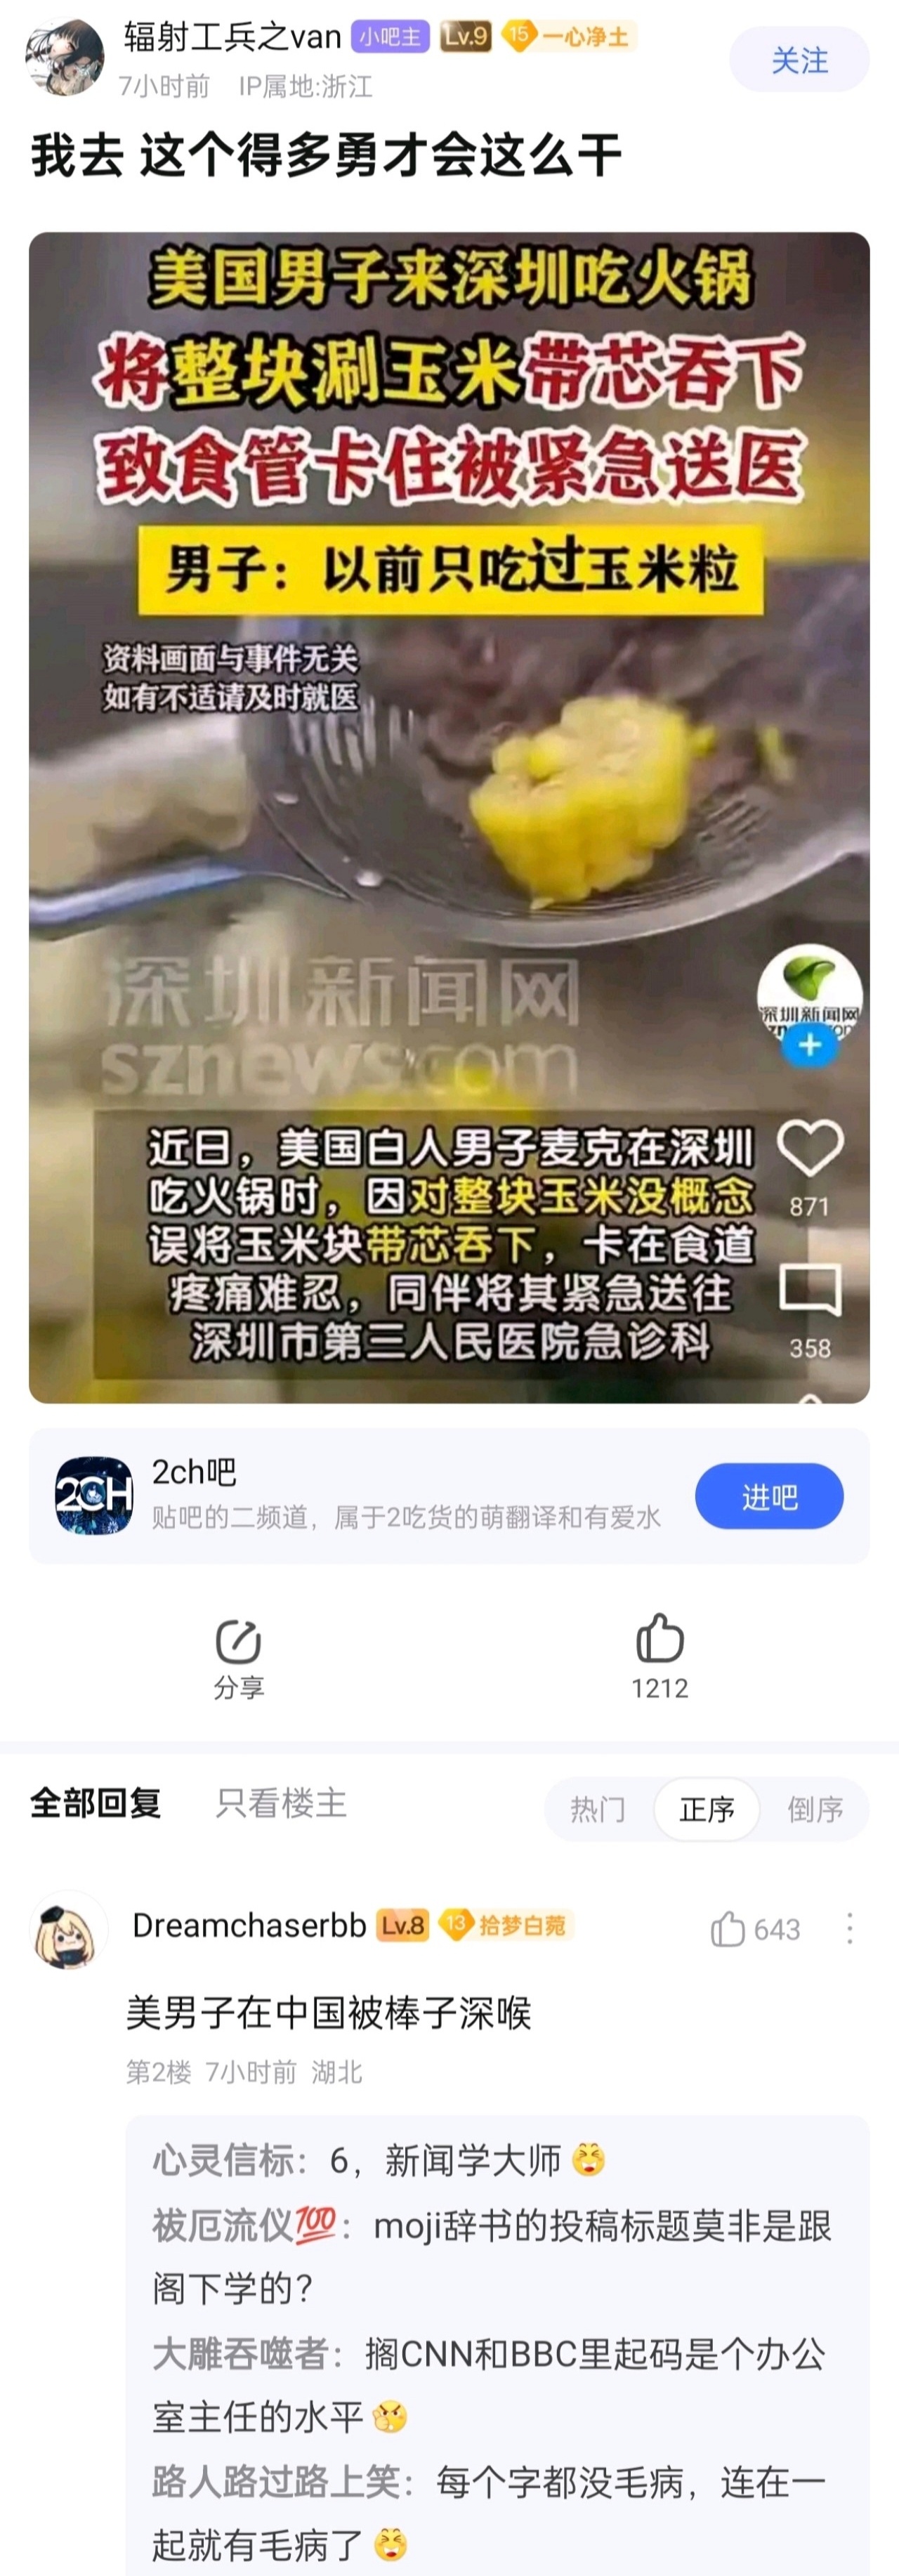 辐射工兵之van 小吧主 Lv.9 15 一心净土
关注
7小时前 IP属地:浙江
我去 这个得多勇才会这么干
美国男子来深圳吃火锅
将整块涮玉米带芯吞下
致食管卡住被紧急送医
男子：以前只吃过玉米粒
资料画面与事件无关
如有不适请及时就医
深圳新闻网
sznews.com
深圳新闻网
近日，美国白人男子麦克在深圳
吃火锅时，因对整块玉米没概念
误将玉米块带芯吞下，卡在食道
疼痛难忍，同伴将其紧急送往
深圳市第三人民医院急诊科
871
358
2ch吧
贴吧的二频道，属于2吃货的萌翻译和有爱水
进吧
分享
1212
全部回复 只看楼主 热门 正序 倒序
Dreamchaserbb Lv.8 13 拾梦白菀
643
美男子在中国被棒子深喉
第2楼 7小时前 湖北
心灵信标：6，新闻学大师😆
祓厄流仪💯：moji辞书的投稿标题莫非是跟
阁下学的？
大雕吞噬者：搁CNN和BBC里起码是个办公
室主任的水平
路人路过路上笑：每个字都没毛病，连在一
起就有毛病了😆